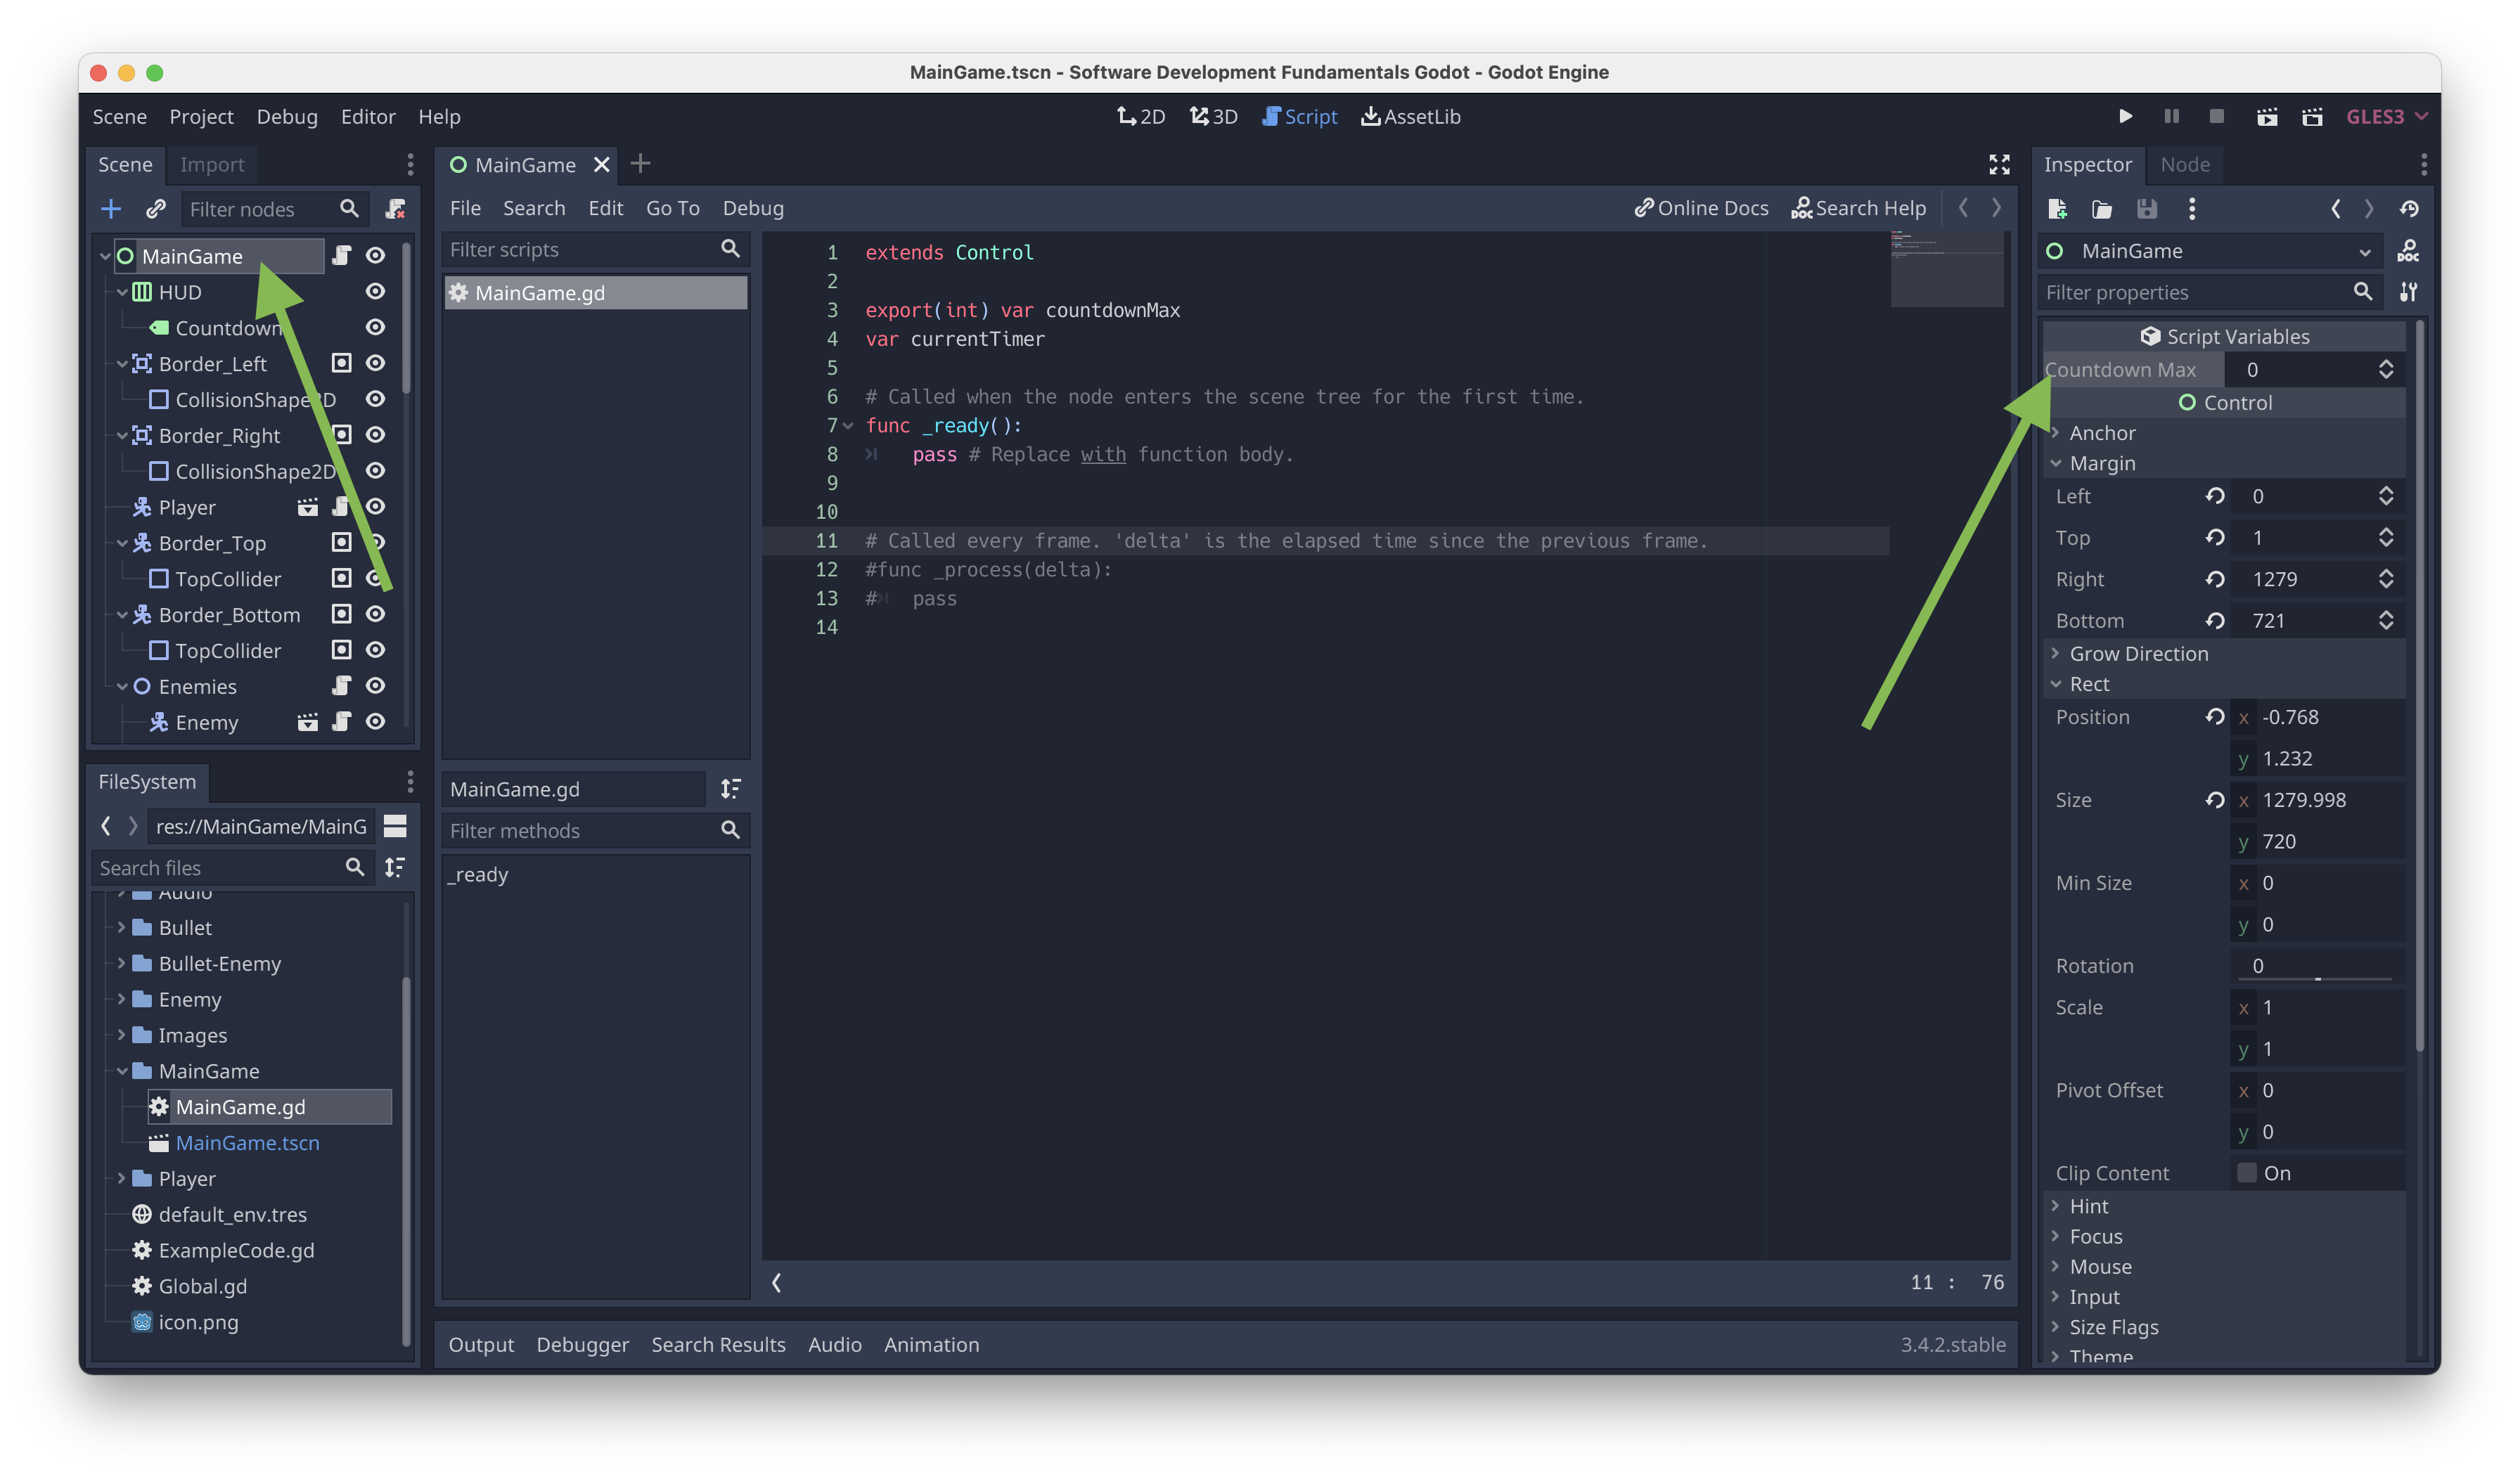 MainGame.tscn - Software Development Fundamentals Godot - Godot Engine
Scene Project Debug Editor Help
2D 3D Script AssetLib
GLES3
Scene Import
Filter nodes
MainGame
HUD
Countdown
Border_Left
CollisionShape2D
Border_Right
CollisionShape2D
Player
Border_Top
TopCollider
Border_Bottom
TopCollider
Enemies
Enemy
FileSystem
res://MainGame/MainG
Search files
Audio
Bullet
Bullet-Enemy
Enemy
Images
MainGame
MainGame.gd
MainGame.tscn
Player
default_env.tres
ExampleCode.gd
Global.gd
icon.png
MainGame
File Search Edit Go To Debug
Online Docs DOC Search Help
Filter scripts
MainGame.gd
MainGame.gd
Filter methods
_ready
1 extends Control
2
3 export(int) var countdownMax
4 var currentTimer
5
6 # Called when the node enters the scene tree for the first time.
7 func _ready():
8 pass # Replace with function body.
9
10
11 # Called every frame. 'delta' is the elapsed time since the previous frame.
12 #func _process(delta):
13 # pass
14
11 : 76
Output Debugger Search Results Audio Animation
3.4.2.stable
Inspector Node
MainGame
DOC
Filter properties
Script Variables
Countdown Max 0
Control
Anchor
Margin
Left 0
Top 1
Right 1279
Bottom 721
Grow Direction
Rect
Position x -0.768
y 1.232
Size x 1279.998
y 720
Min Size x 0
y 0
Rotation 0
Scale x 1
y 1
Pivot Offset x 0
y 0
Clip Content On
Hint
Focus
Mouse
Input
Size Flags
Theme